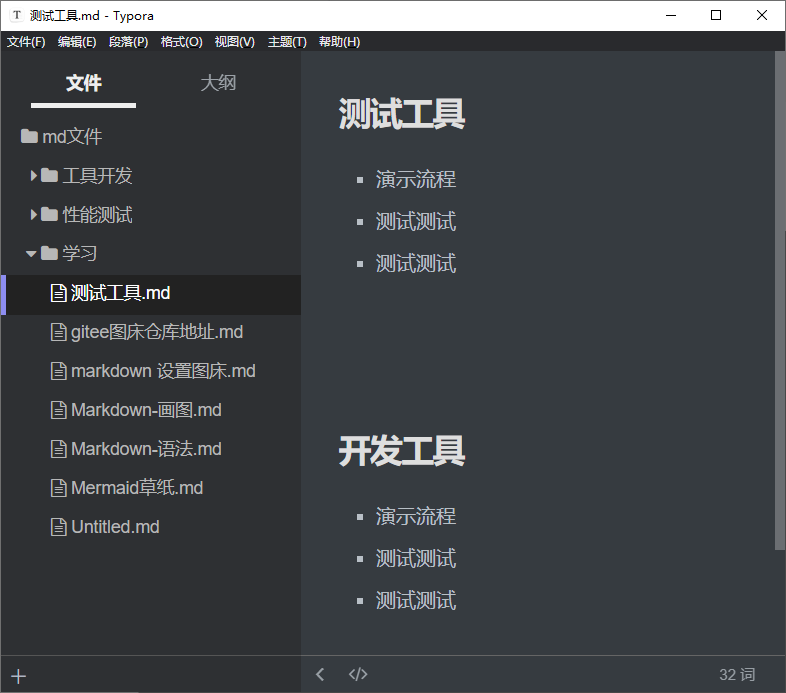 T 测试工具.md - Typora
文件(F) 编辑(E) 段落(P) 格式(O) 视图(V) 主题(T) 帮助(H)
文件 大纲
md文件
工具开发
性能测试
学习
测试工具.md
gitee图床仓库地址.md
markdown 设置图床.md
Markdown-画图.md
Markdown-语法.md
Mermaid草纸.md
Untitled.md
测试工具
演示流程
测试测试
测试测试
开发工具
演示流程
测试测试
测试测试
32 词